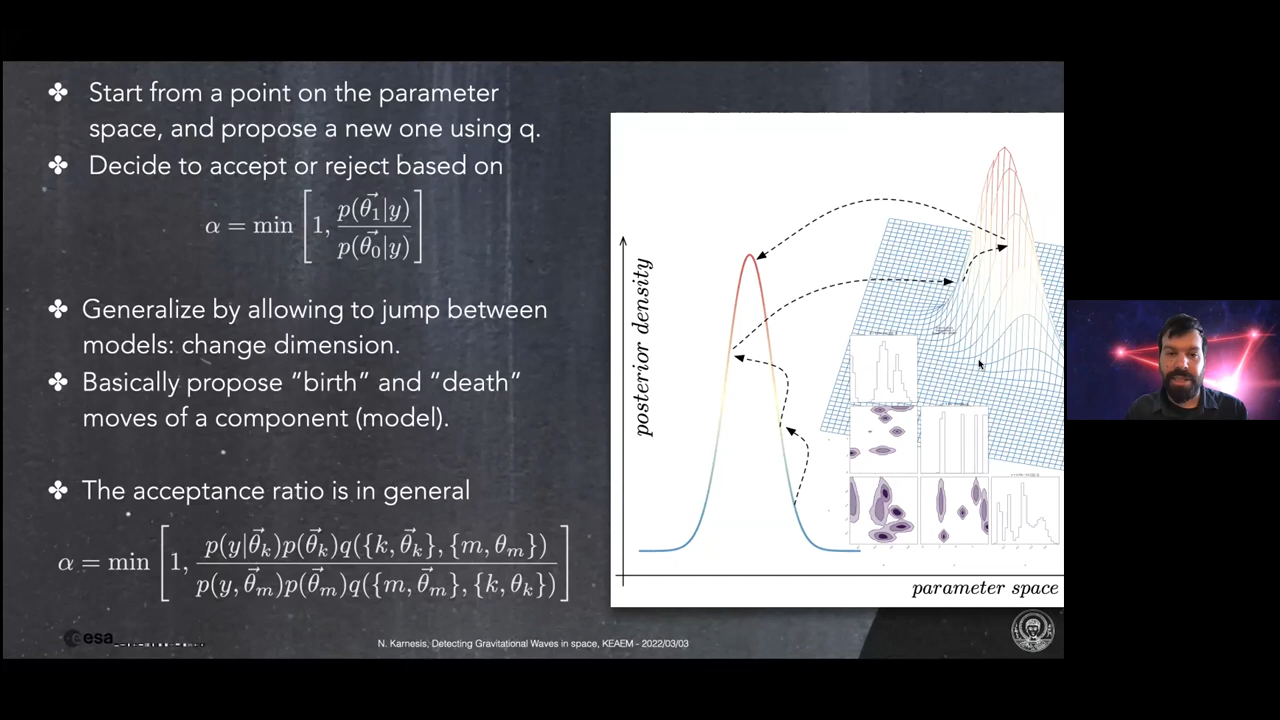 ✤ Start from a point on the parameter
space, and propose a new one using q.
✤ Decide to accept or reject based on
α = min [1, p(θ⃗₁|y) / p(θ⃗₀|y)]
✤ Generalize by allowing to jump between
models: change dimension.
✤ Basically propose “birth” and “death”
moves of a component (model).
✤ The acceptance ratio is in general
α = min [1, p(y|θ⃗ₖ)p(θ⃗ₖ)q({k, θ⃗ₖ}, {m, θₘ}) / p(y, θ⃗ₘ)p(θ⃗ₘ)q({m, θ⃗ₘ}, {k, θₖ})]
posterior density
parameter space
esa
N. Karnesis, Detecting Gravitational Waves in space, KEAEM - 2022/03/03